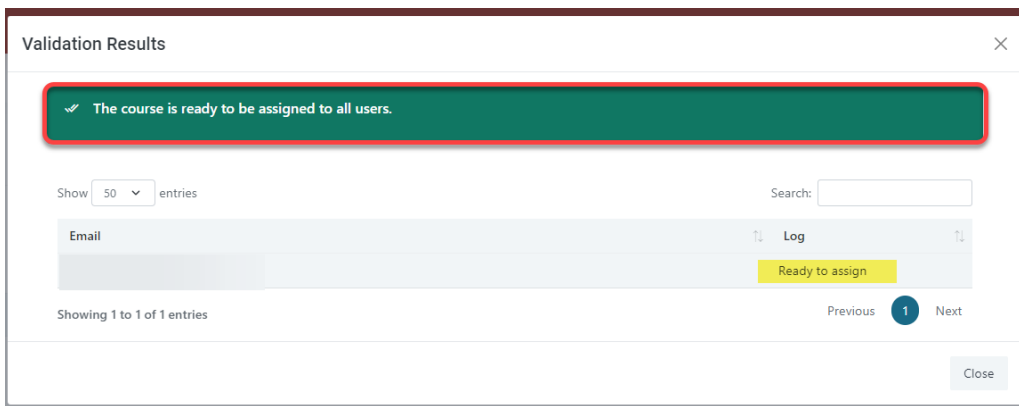 Validation Results
The course is ready to be assigned to all users.
Show 50 entries
Search:
Email Log
Ready to assign
Showing 1 to 1 of 1 entries
Previous 1 Next
Close